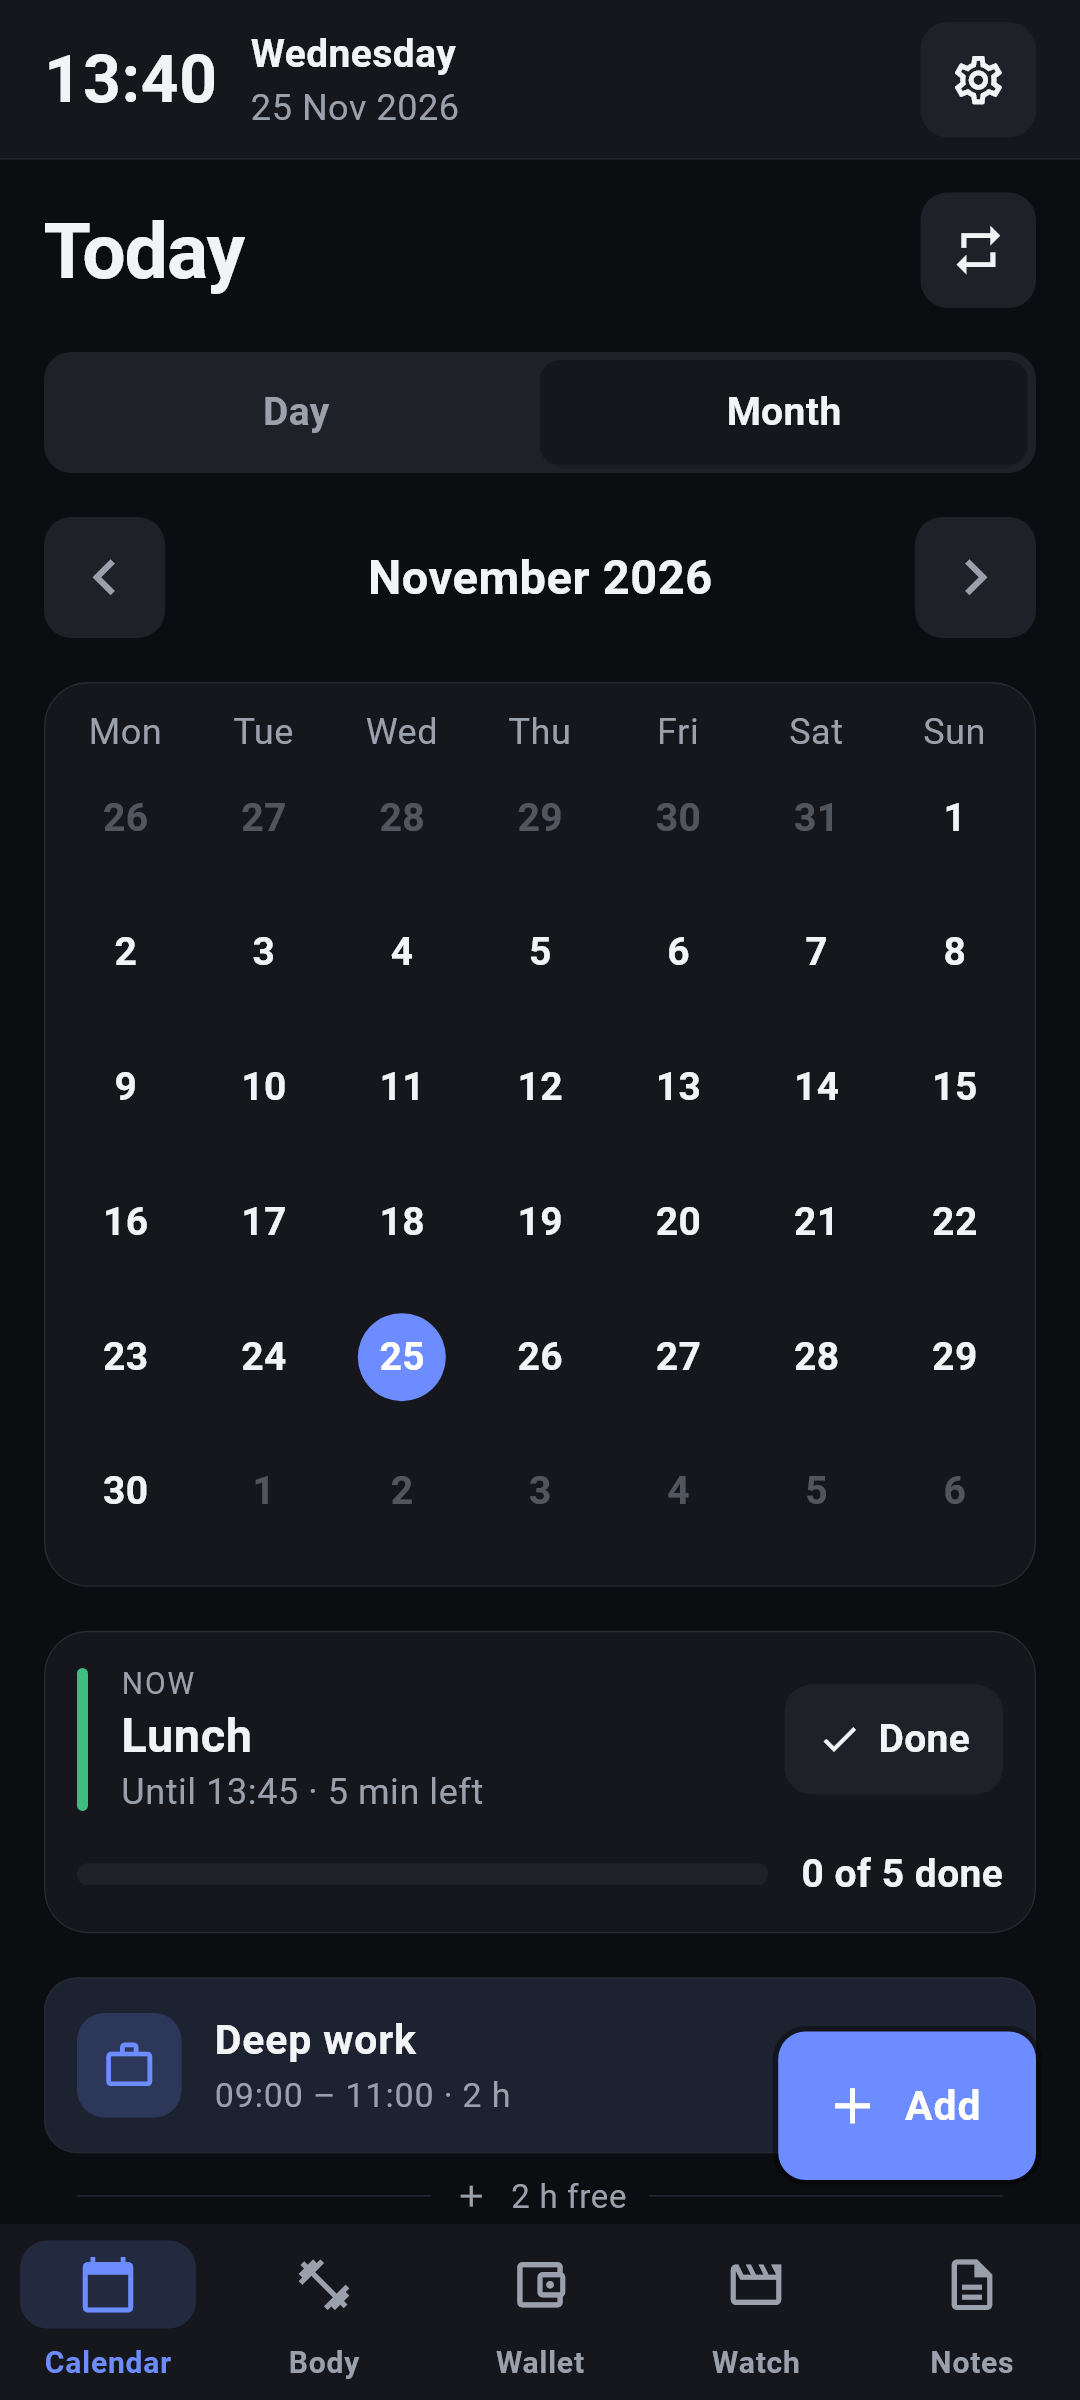 13:40
Wednesday
25 Nov 2026
Today
Day Month
November 2026
Mon Tue Wed Thu Fri Sat Sun
26 27 28 29 30 31 1
2 3 4 5 6 7 8
9 10 11 12 13 14 15
16 17 18 19 20 21 22
23 24 25 26 27 28 29
30 1 2 3 4 5 6
NOW
Lunch
Until 13:45 · 5 min left
Done
0 of 5 done
Deep work
09:00 – 11:00 · 2 h
Add
2 h free
Calendar Body Wallet Watch Notes